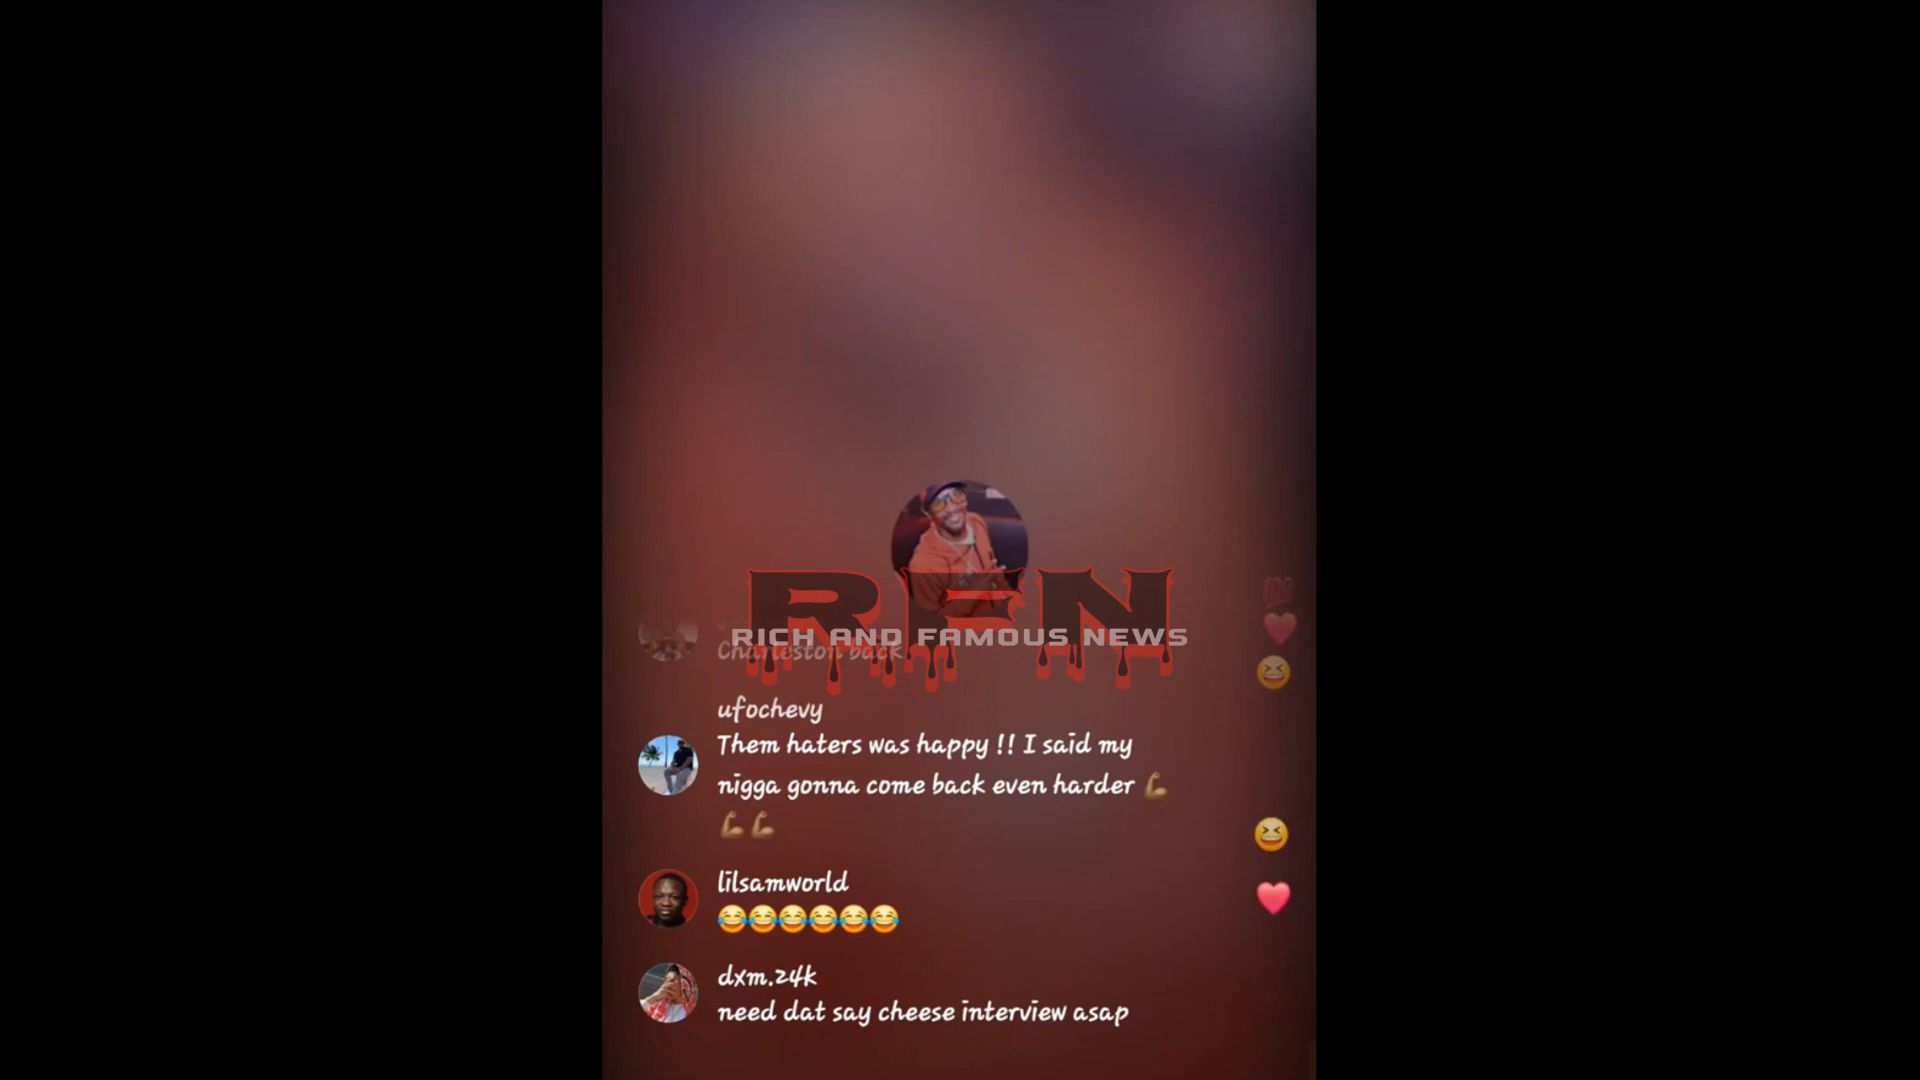 RFN
RICH AND FAMOUS NEWS
Charleston back
ufochevy
Them haters was happy !! I said my
nigga gonna come back even harder 💪🏾
💪🏾💪🏾
lilsamworld
😂😂😂😂😂😂
dxm.24k
need dat say cheese interview asap